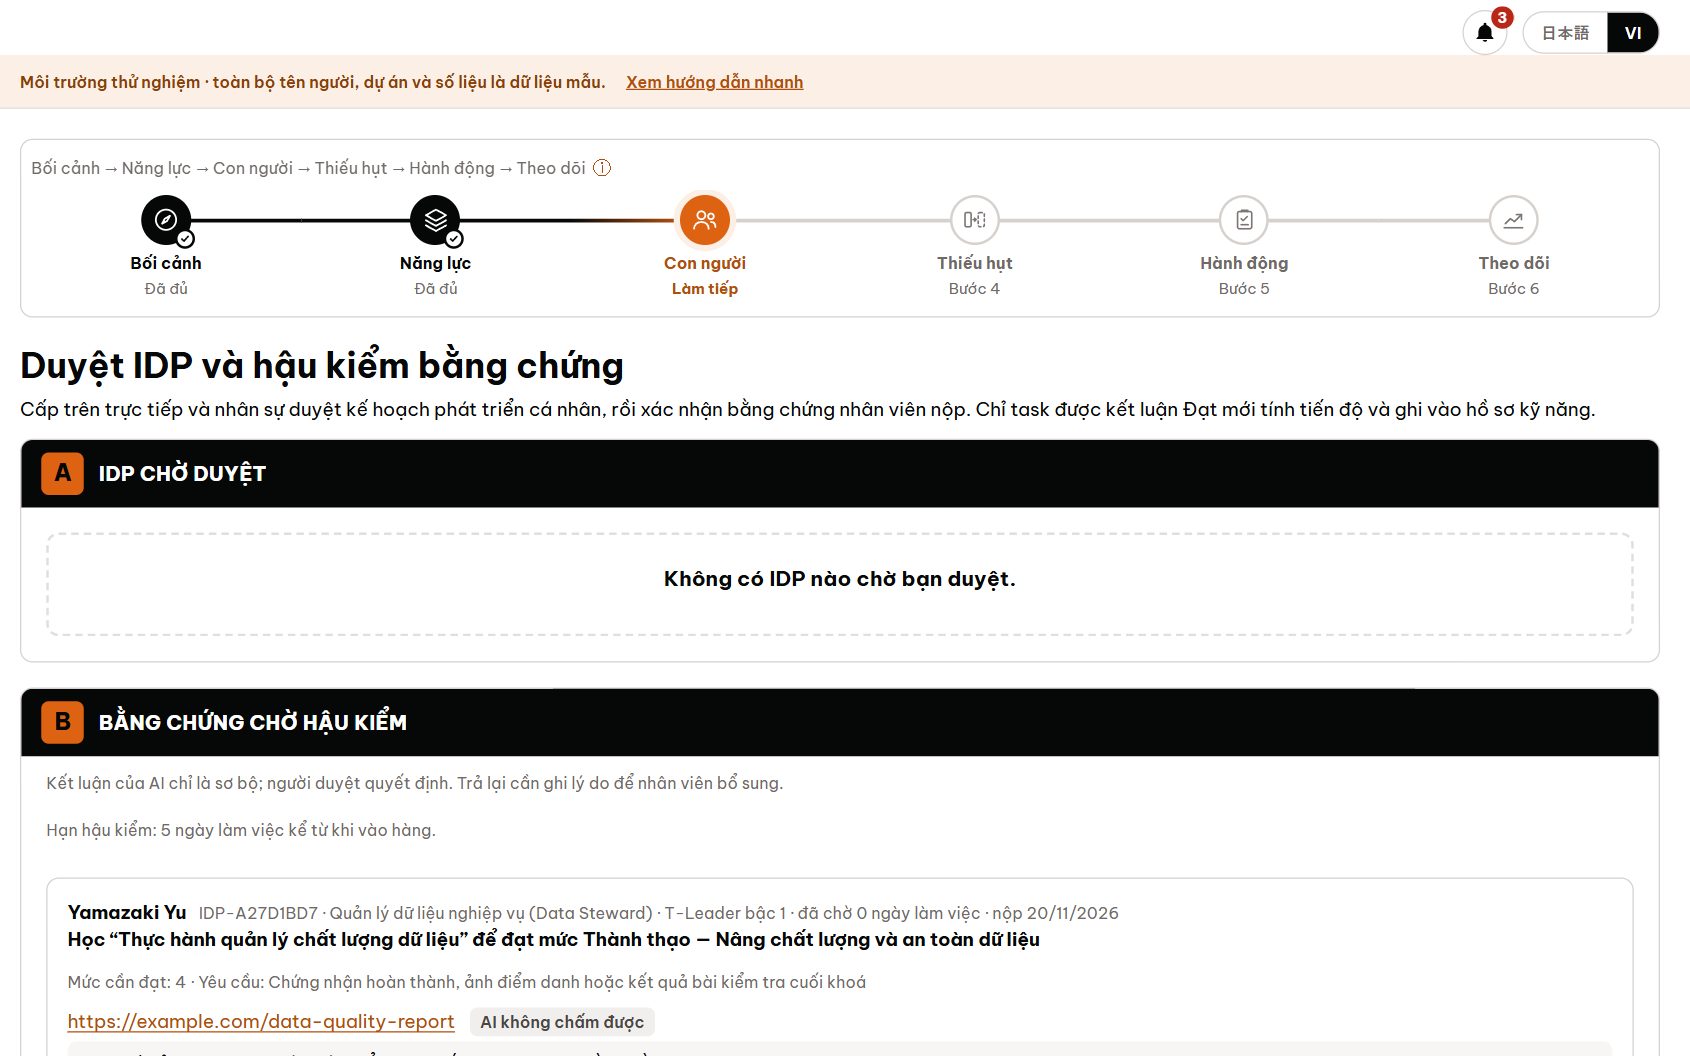 3
日本語
VI
Môi trường thử nghiệm · toàn bộ tên người, dự án và số liệu là dữ liệu mẫu. Xem hướng dẫn nhanh
Bối cảnh → Năng lực → Con người → Thiếu hụt → Hành động → Theo dõi
Bối cảnh
Đã đủ
Năng lực
Đã đủ
Con người
Làm tiếp
Thiếu hụt
Bước 4
Hành động
Bước 5
Theo dõi
Bước 6
Duyệt IDP và hậu kiểm bằng chứng
Cấp trên trực tiếp và nhân sự duyệt kế hoạch phát triển cá nhân, rồi xác nhận bằng chứng nhân viên nộp. Chỉ task được kết luận Đạt mới tính tiến độ và ghi vào hồ sơ kỹ năng.
A IDP CHỜ DUYỆT
Không có IDP nào chờ bạn duyệt.
B BẰNG CHỨNG CHỜ HẬU KIỂM
Kết luận của AI chỉ là sơ bộ; người duyệt quyết định. Trả lại cần ghi lý do để nhân viên bổ sung.
Hạn hậu kiểm: 5 ngày làm việc kể từ khi vào hàng.
Yamazaki Yu IDP-A27D1BD7 · Quản lý dữ liệu nghiệp vụ (Data Steward) · T-Leader bậc 1 · đã chờ 0 ngày làm việc · nộp 20/11/2026
Học “Thực hành quản lý chất lượng dữ liệu” để đạt mức Thành thạo — Nâng chất lượng và an toàn dữ liệu
Mức cần đạt: 4 · Yêu cầu: Chứng nhận hoàn thành, ảnh điểm danh hoặc kết quả bài kiểm tra cuối khoá
https://example.com/data-quality-report AI không chấm được